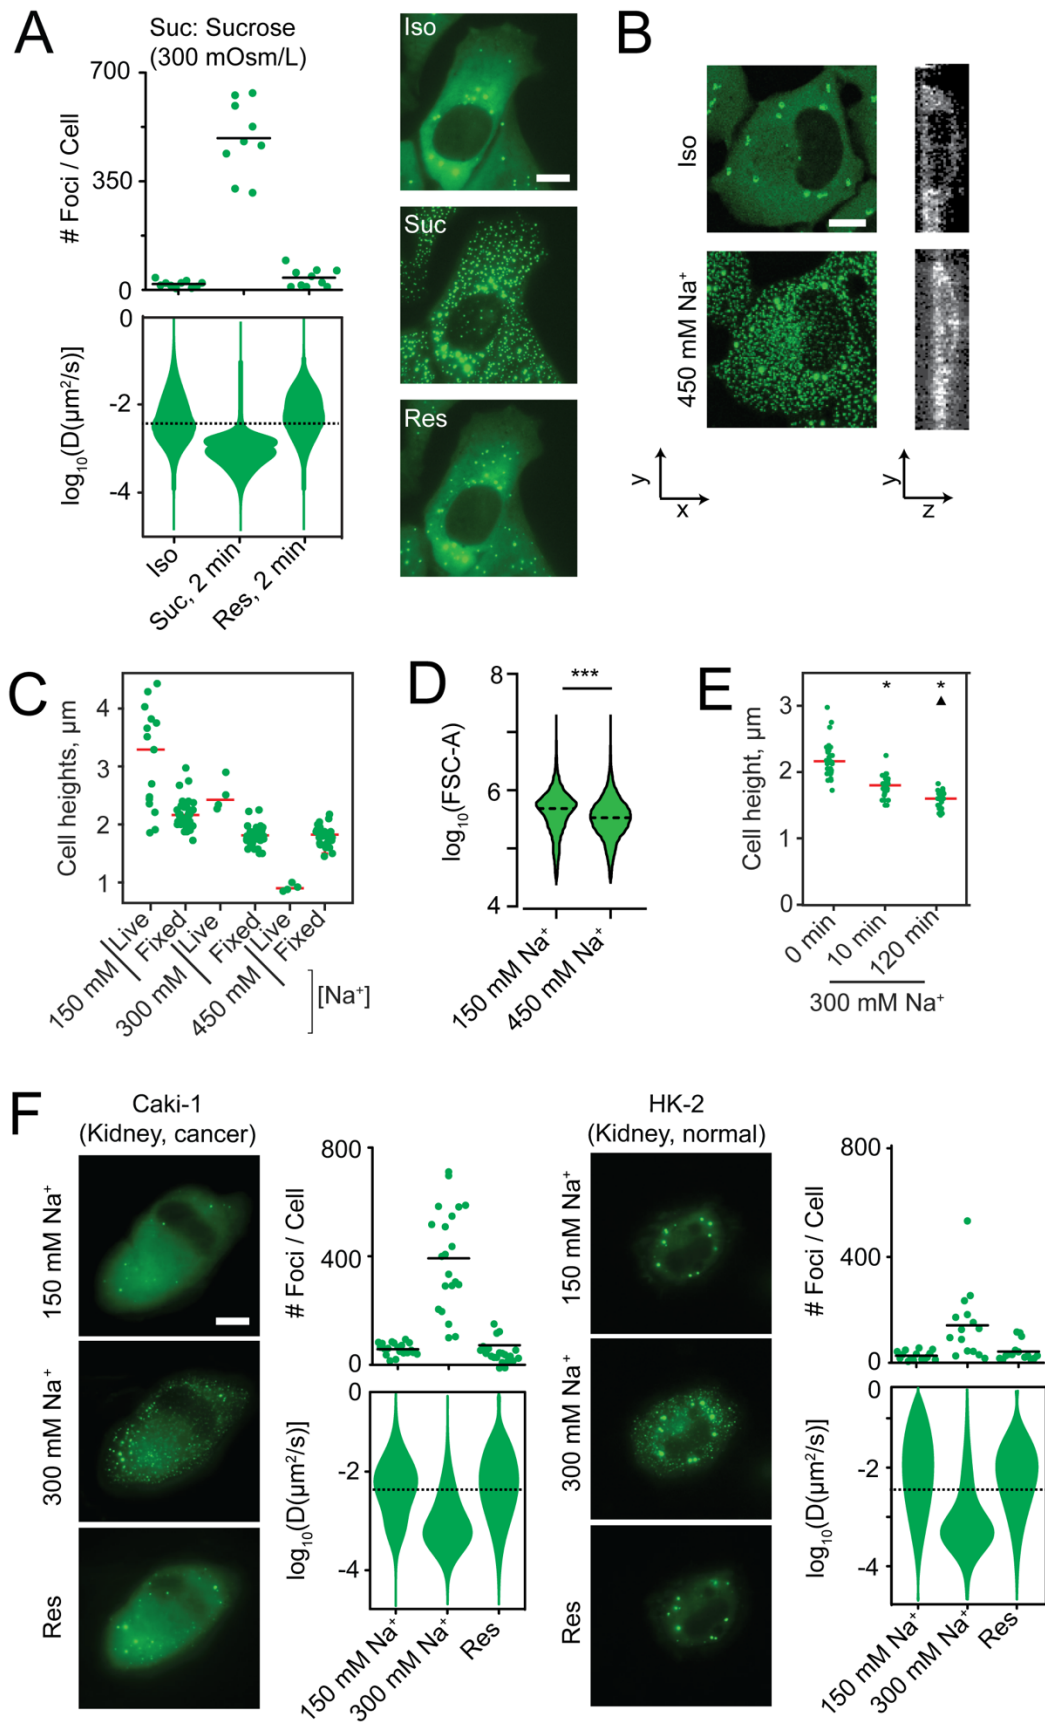 A
Suc: Sucrose
(300 mOsm/L)
700
350
0
# Foci / Cell
0
-2
-4
log₁₀(D(μm²/s)]
Iso
Suc, 2 min
Res, 2 min
Iso
Suc
Res
B
Iso
450 mM Na⁺
y
x
y
z
C
Cell heights, μm
4
3
2
1
Live
Fixed
Live
Fixed
Live
Fixed
150 mM
300 mM
450 mM
[Na⁺]
D
log₁₀(FSC-A)
8
6
4
***
150 mM Na⁺
450 mM Na⁺
E
Cell height, μm
3
2
1
0
*
*
▲
0 min
10 min
120 min
300 mM Na⁺
F
Caki-1
(Kidney, cancer)
150 mM Na⁺
300 mM Na⁺
Res
# Foci / Cell
800
400
0
log₁₀(D(μm²/s)]
0
-2
-4
150 mM Na⁺
300 mM Na⁺
Res
HK-2
(Kidney, normal)
150 mM Na⁺
300 mM Na⁺
Res
# Foci / Cell
800
400
0
log₁₀(D(μm²/s)]
0
-2
-4
150 mM Na⁺
300 mM Na⁺
Res